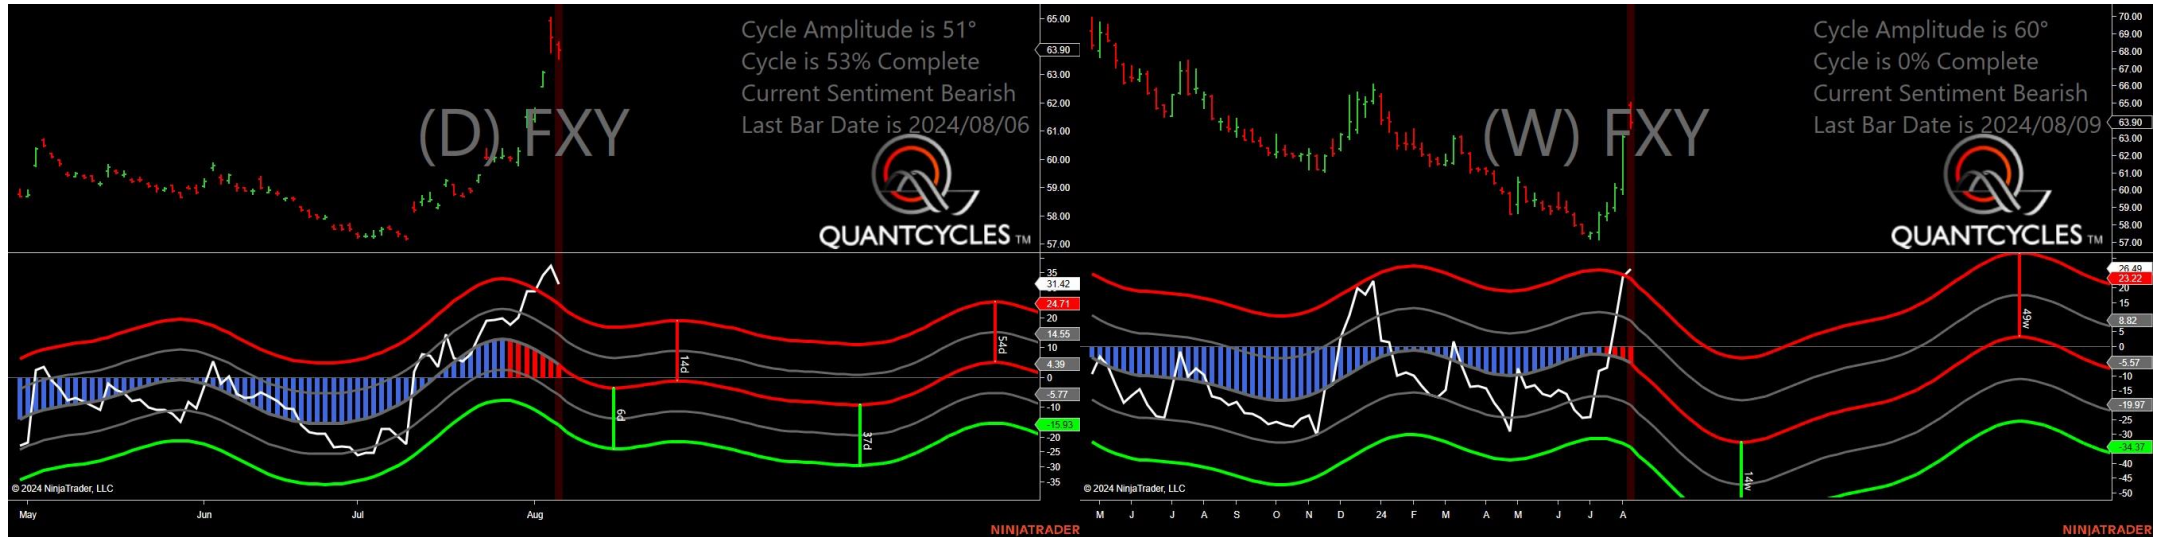 Cycle Amplitude is 51°
Cycle is 53% Complete
Current Sentiment Bearish
Last Bar Date is 2024/08/06
(D) FXY
QUANTCYCLES TM
65.00
63.90
63.00
62.00
61.00
60.00
59.00
58.00
57.00
35
31.42
24.71
20
14.55
10
4.39
0
-5.77
-10
-15.93
-20
-25
-30
-35
6d
14d
37d
54d
© 2024 NinjaTrader, LLC
May Jun Jul Aug
NINJATRADER
Cycle Amplitude is 60°
Cycle is 0% Complete
Current Sentiment Bearish
Last Bar Date is 2024/08/09
(W) FXY
QUANTCYCLES TM
70.00
69.00
68.00
67.00
66.00
65.00
63.90
63.00
62.00
61.00
60.00
59.00
58.00
57.00
26.49
23.22
20
15
8.82
0
-5.57
-10
-15
-19.97
-25
-30
-34.37
-45
-50
14w
49w
© 2024 NinjaTrader, LLC
M J J A S O N D 24 F M A M J J A
NINJATRADER